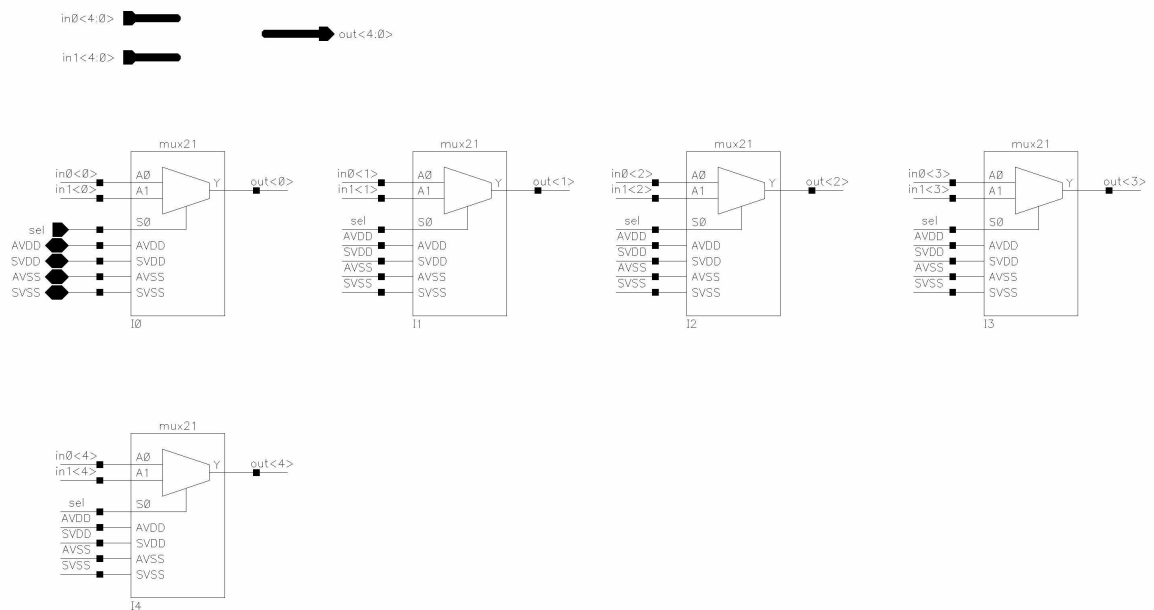 in0<4:0>
out<4:0>
in1<4:0>
mux21
in0<0>
in1<0>
A0
A1
Y
out<0>
sel
S0
AVDD
AVDD
SVDD
SVDD
AVSS
AVSS
SVSS
SVSS
I0
mux21
in0<1>
in1<1>
A0
A1
Y
out<1>
sel
S0
AVDD
AVDD
SVDD
SVDD
AVSS
AVSS
SVSS
SVSS
I1
mux21
in0<2>
in1<2>
A0
A1
Y
out<2>
sel
S0
AVDD
AVDD
SVDD
SVDD
AVSS
AVSS
SVSS
SVSS
I2
mux21
in0<3>
in1<3>
A0
A1
Y
out<3>
sel
S0
AVDD
AVDD
SVDD
SVDD
AVSS
AVSS
SVSS
SVSS
I3
mux21
in0<4>
in1<4>
A0
A1
Y
out<4>
sel
S0
AVDD
AVDD
SVDD
SVDD
AVSS
AVSS
SVSS
SVSS
I4